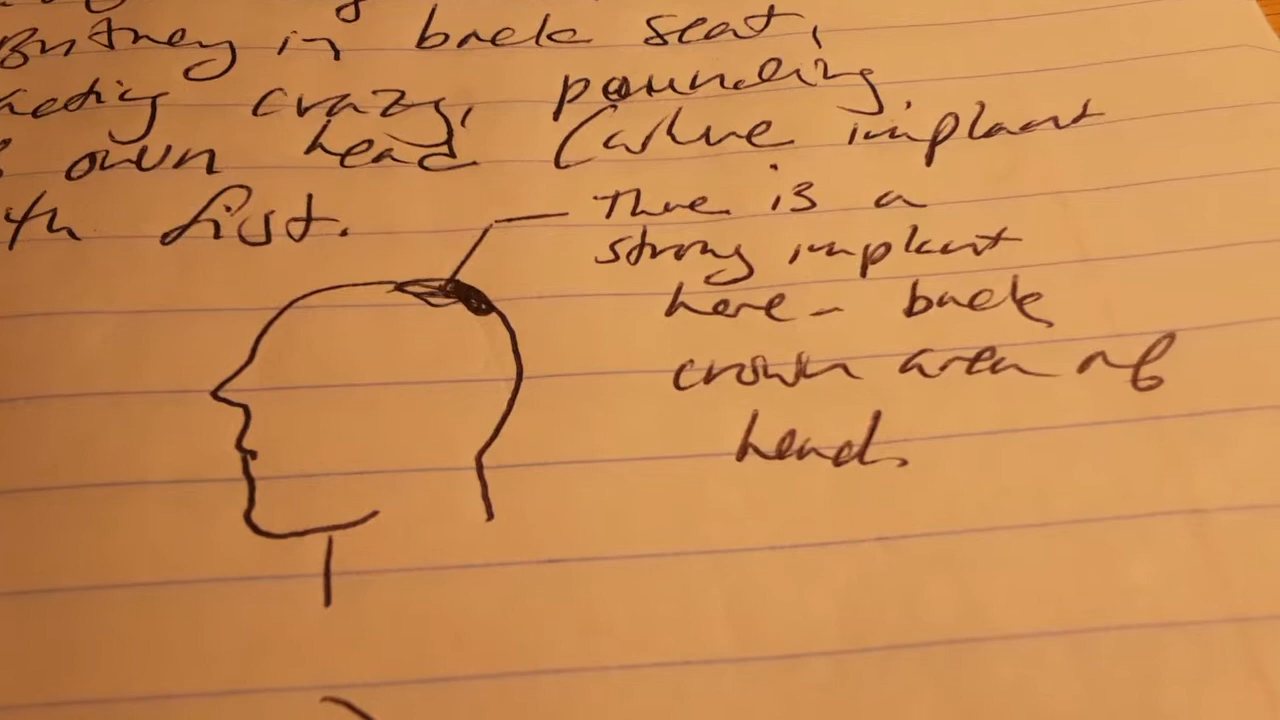 Britney in back seat,
acting crazy, pounding
own head (where implant
with fist.
There is a
strong implant
here - back
crown area of
head.